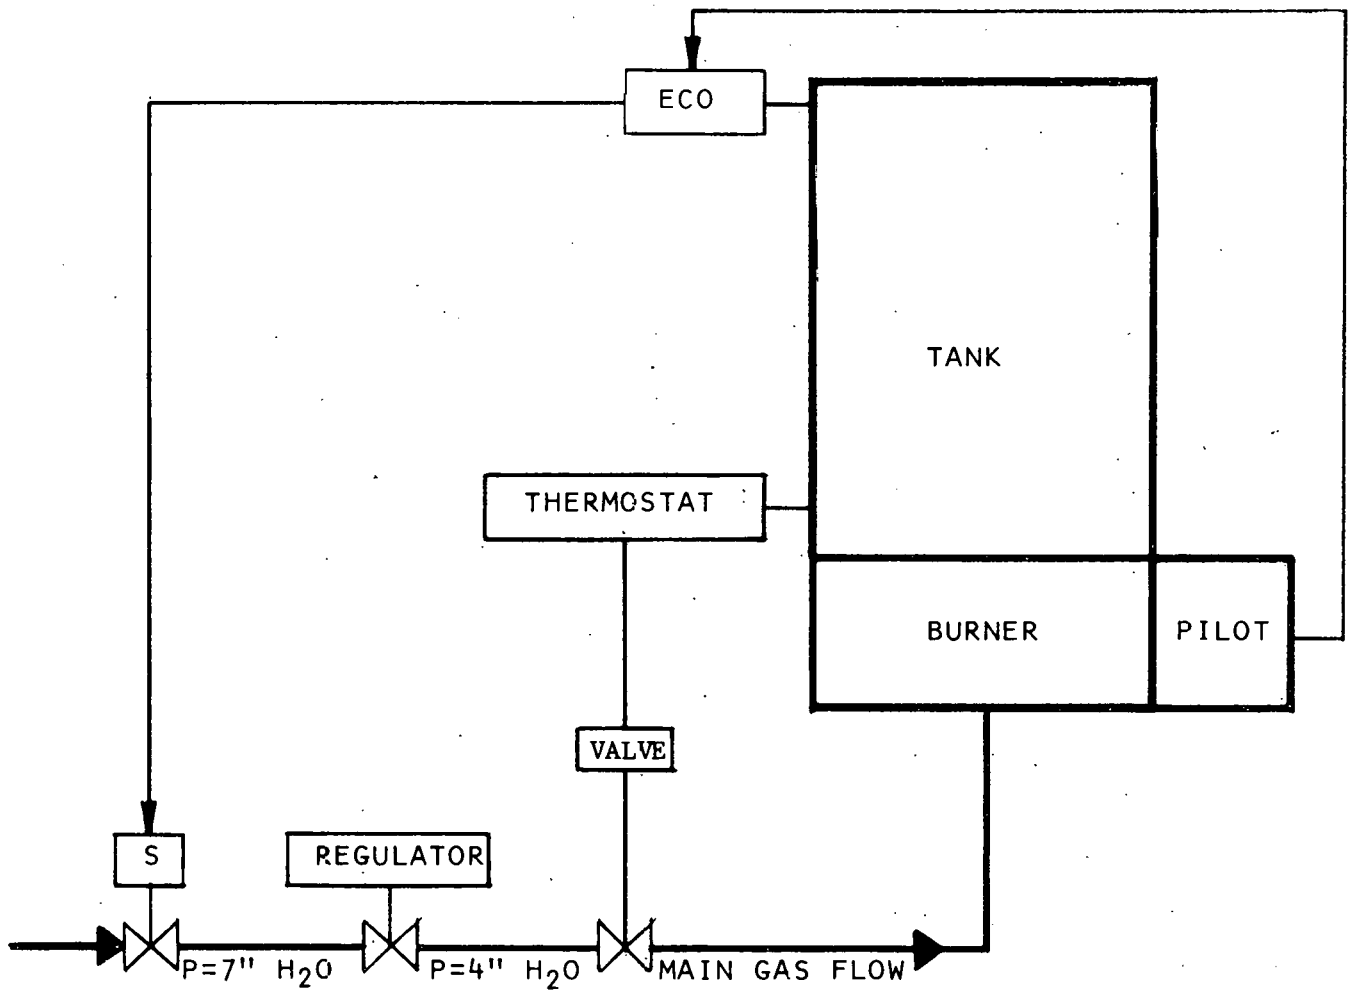 ECO
TANK
THERMOSTAT
BURNER
PILOT
VALVE
S
REGULATOR
P=7" H₂O
P=4" H₂O
MAIN GAS FLOW